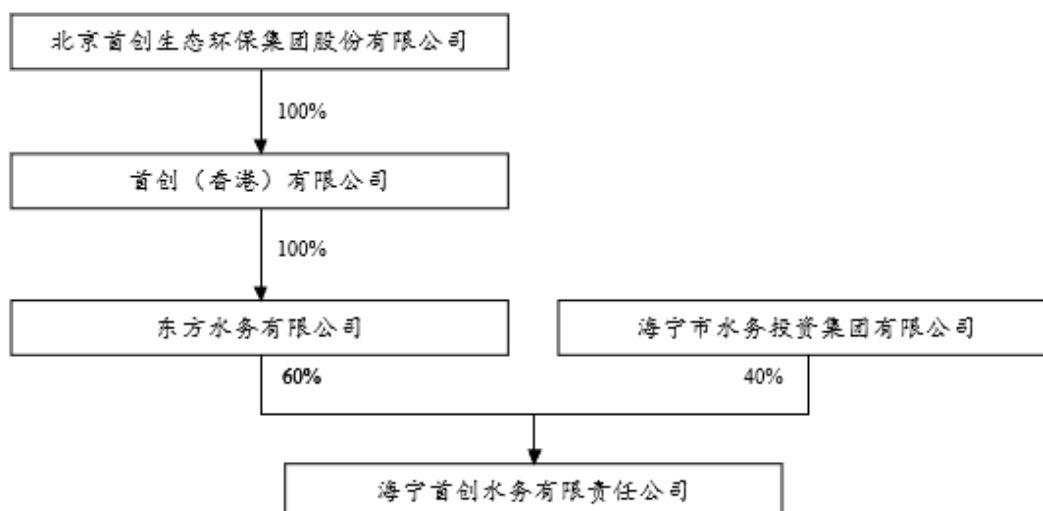 北京首创生态环保集团股份有限公司
100%
首创（香港）有限公司
100%
东方水务有限公司
海宁市水务投资集团有限公司
60%
40%
海宁首创水务有限责任公司